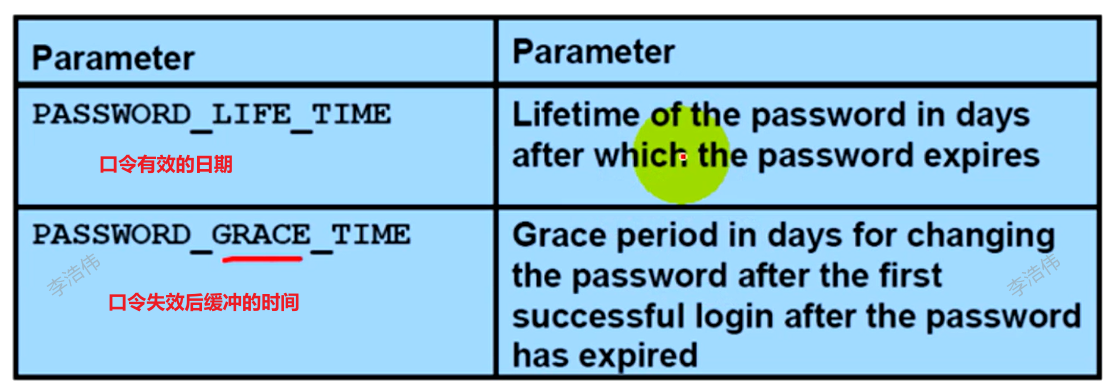 Parameter
Parameter
PASSWORD_LIFE_TIME
口令有效的日期
Lifetime of the password in days
after which the password expires
PASSWORD_GRACE_TIME
口令失效后缓冲的时间
Grace period in days for changing
the password after the first
successful login after the password
has expired
李浩伟
李浩伟